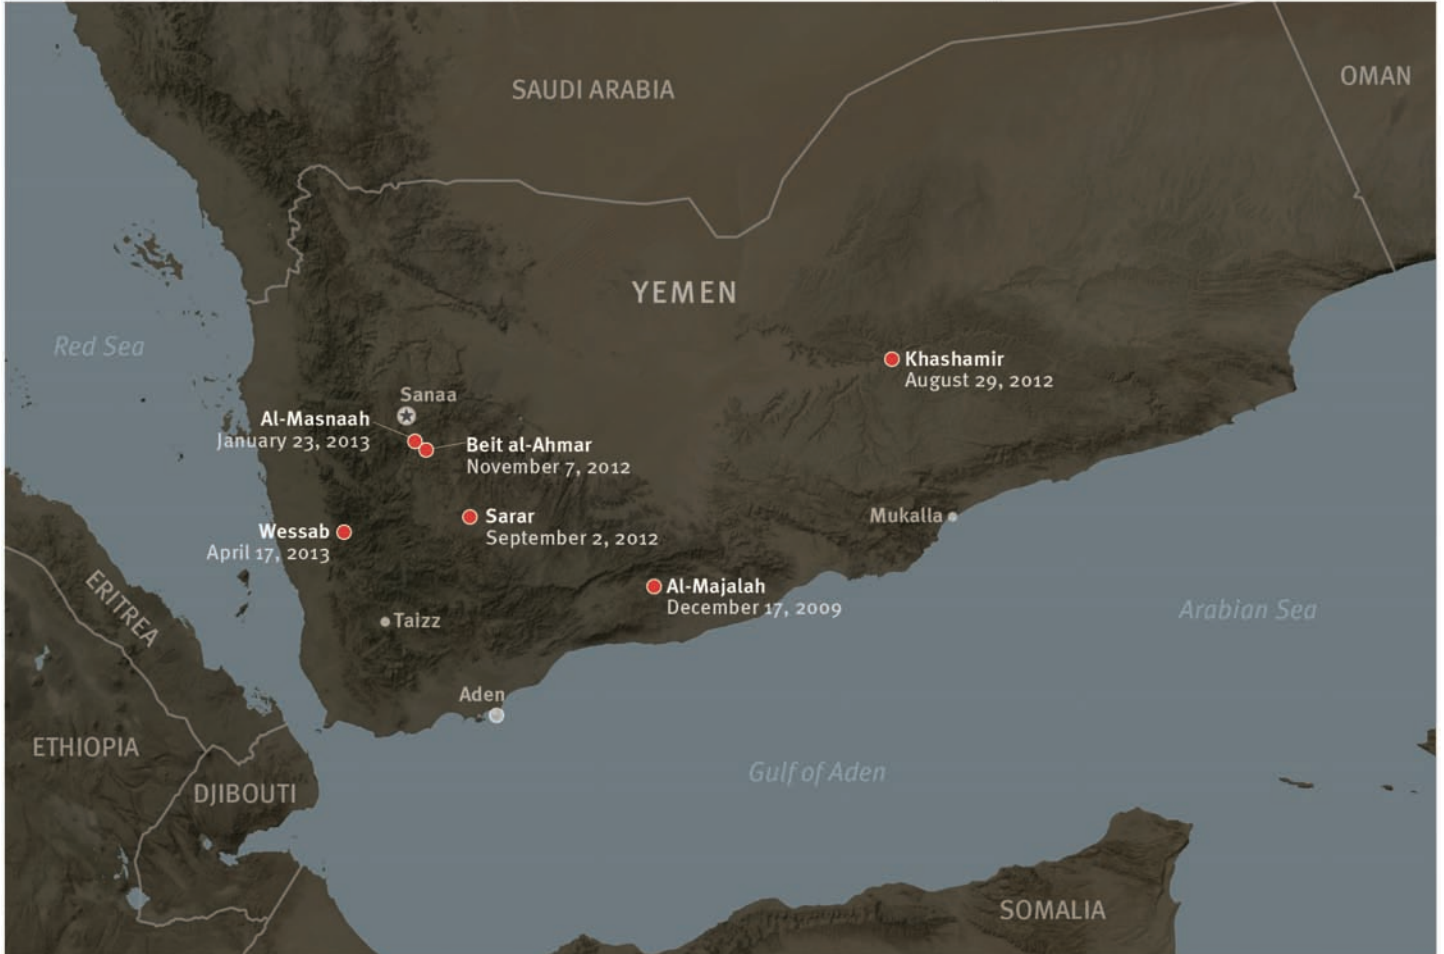 SAUDI ARABIA
OMAN
YEMEN
Red Sea
Khashamir
August 29, 2012
Sanaa
Al-Masnaah
January 23, 2013
Beit al-Ahmar
November 7, 2012
Sarar
September 2, 2012
Mukalla
Wessab
April 17, 2013
Al-Majalah
December 17, 2009
ERITREA
Taizz
Arabian Sea
Aden
ETHIOPIA
Gulf of Aden
DJIBOUTI
SOMALIA